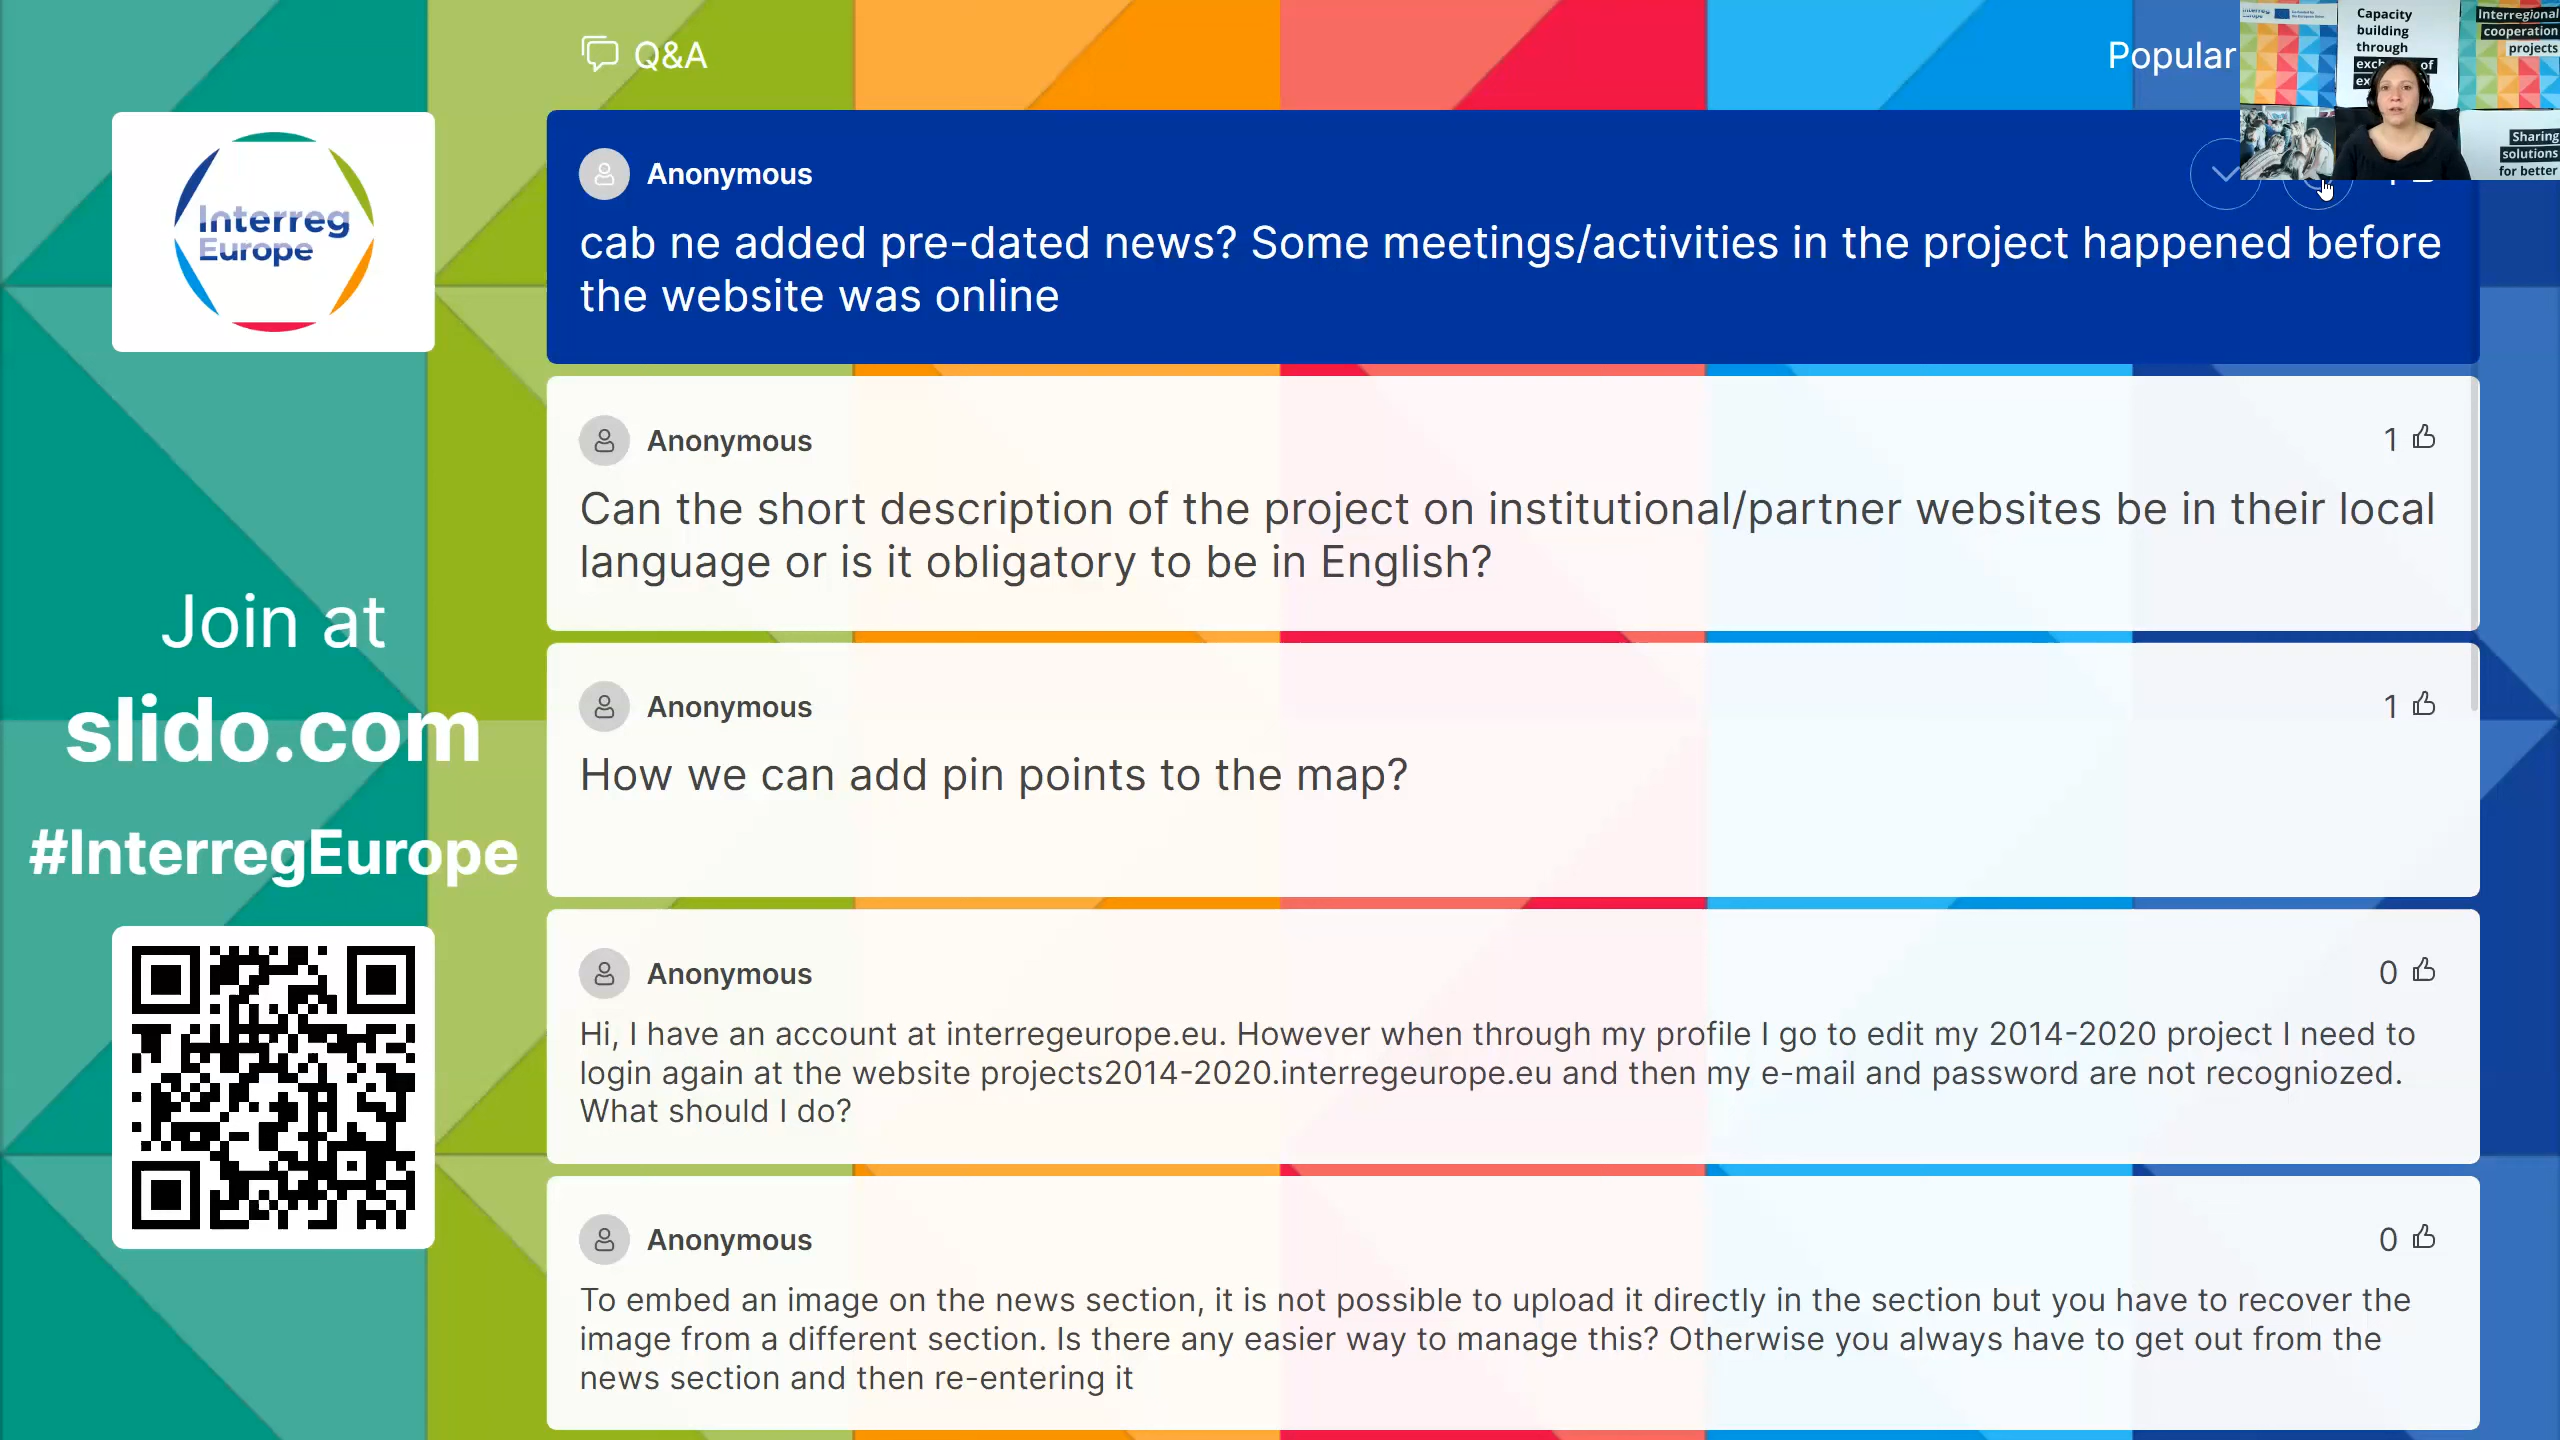 Q&A
Popular
Capacity
building
through
exchange of
Interregional
cooperation
projects
Sharing
solutions
for better
Interreg
Europe
Join at
slido.com
#InterregEurope
Anonymous
cab ne added pre-dated news? Some meetings/activities in the project happened before
the website was online
Anonymous
1
Can the short description of the project on institutional/partner websites be in their local
language or is it obligatory to be in English?
Anonymous
1
How we can add pin points to the map?
Anonymous
0
Hi, I have an account at interregeurope.eu. However when through my profile I go to edit my 2014-2020 project I need to
login again at the website projects2014-2020.interregeurope.eu and then my e-mail and password are not recogniozed.
What should I do?
Anonymous
0
To embed an image on the news section, it is not possible to upload it directly in the section but you have to recover the
image from a different section. Is there any easier way to manage this? Otherwise you always have to get out from the
news section and then re-entering it